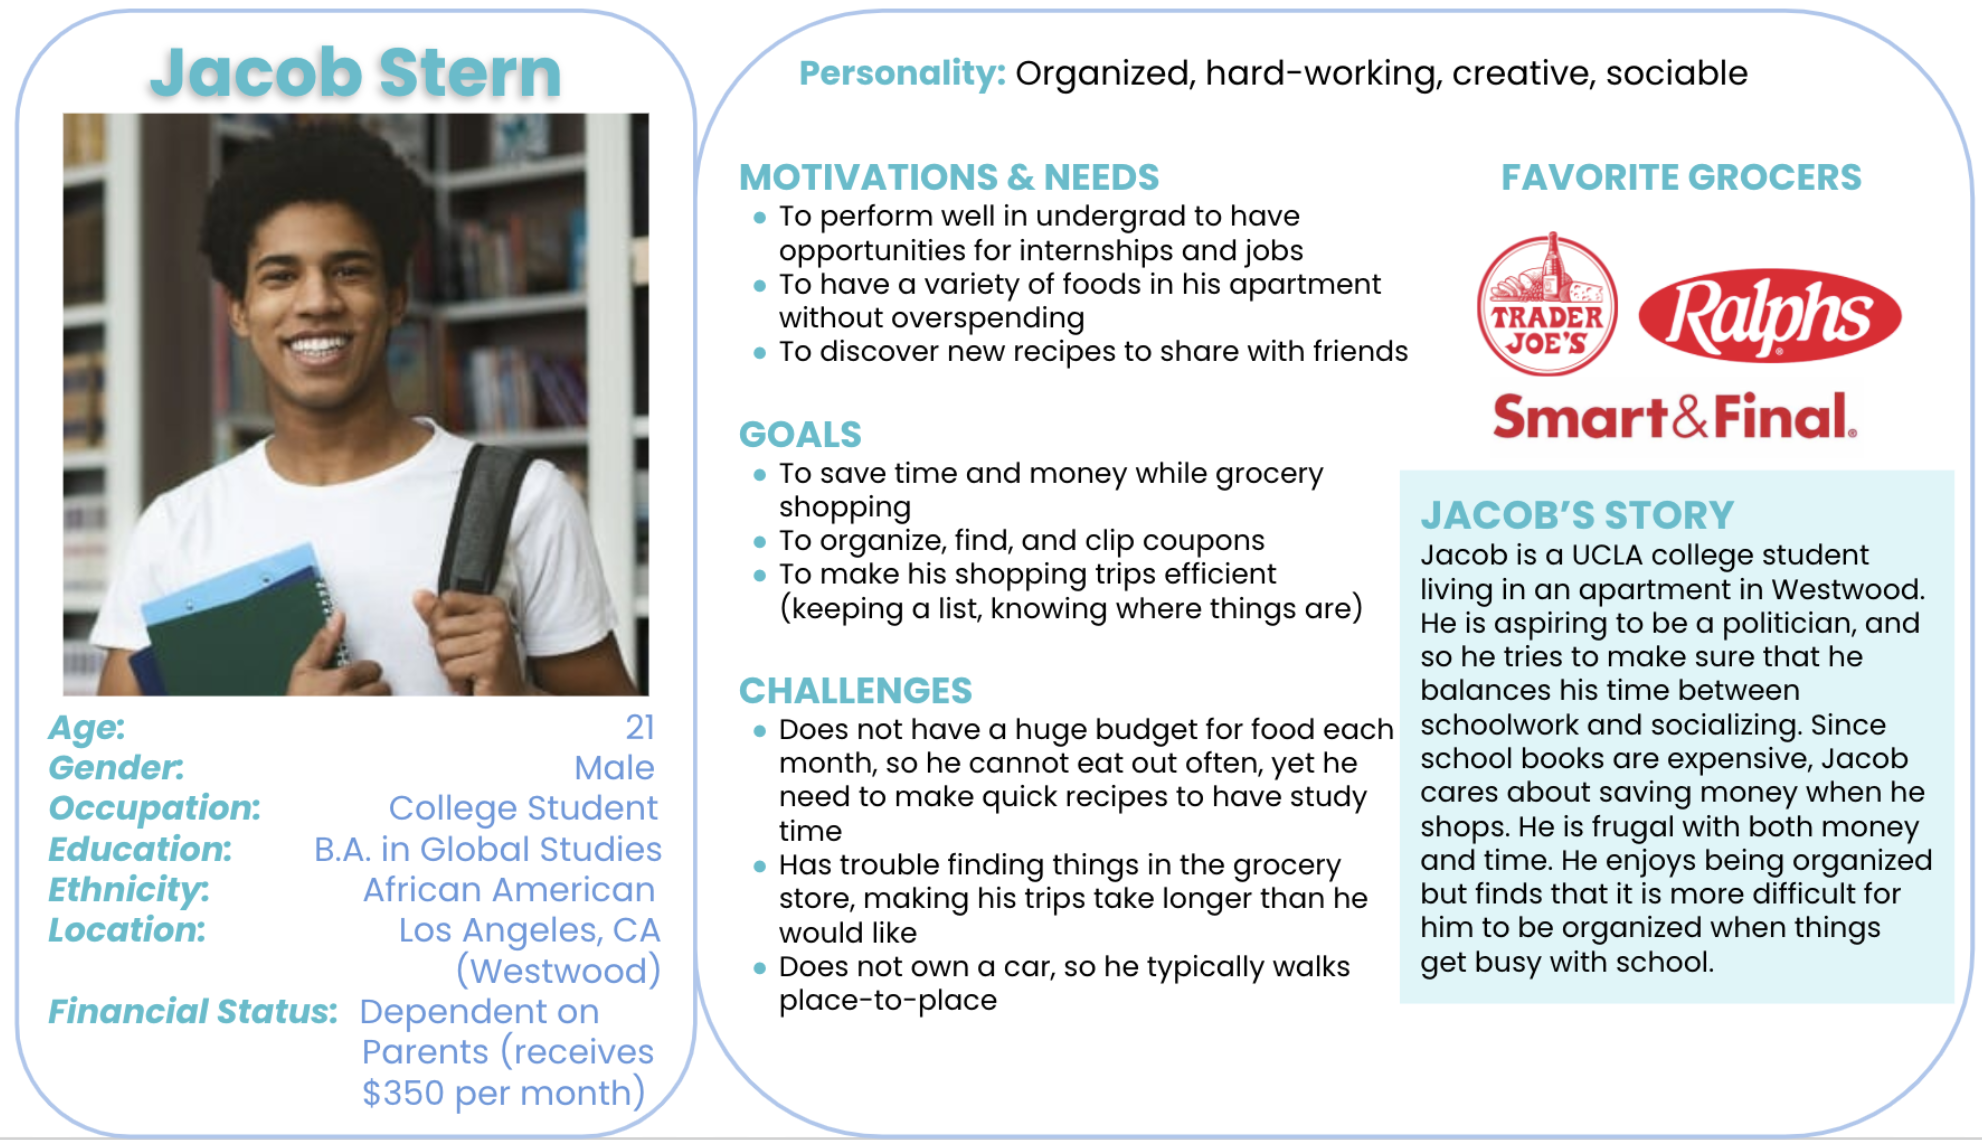 Jacob Stern
Age: 21
Gender: Male
Occupation: College Student
Education: B.A. in Global Studies
Ethnicity: African American
Location: Los Angeles, CA
(Westwood)
Financial Status: Dependent on
Parents (receives
$350 per month)
Personality: Organized, hard-working, creative, sociable
MOTIVATIONS & NEEDS
● To perform well in undergrad to have
opportunities for internships and jobs
● To have a variety of foods in his apartment
without overspending
● To discover new recipes to share with friends
GOALS
● To save time and money while grocery
shopping
● To organize, find, and clip coupons
● To make his shopping trips efficient
(keeping a list, knowing where things are)
CHALLENGES
● Does not have a huge budget for food each
month, so he cannot eat out often, yet he
need to make quick recipes to have study
time
● Has trouble finding things in the grocery
store, making his trips take longer than he
would like
● Does not own a car, so he typically walks
place-to-place
FAVORITE GROCERS
TRADER
JOE'S
Ralphs
Smart&Final®
JACOB’S STORY
Jacob is a UCLA college student
living in an apartment in Westwood.
He is aspiring to be a politician, and
so he tries to make sure that he
balances his time between
schoolwork and socializing. Since
school books are expensive, Jacob
cares about saving money when he
shops. He is frugal with both money
and time. He enjoys being organized
but finds that it is more difficult for
him to be organized when things
get busy with school.